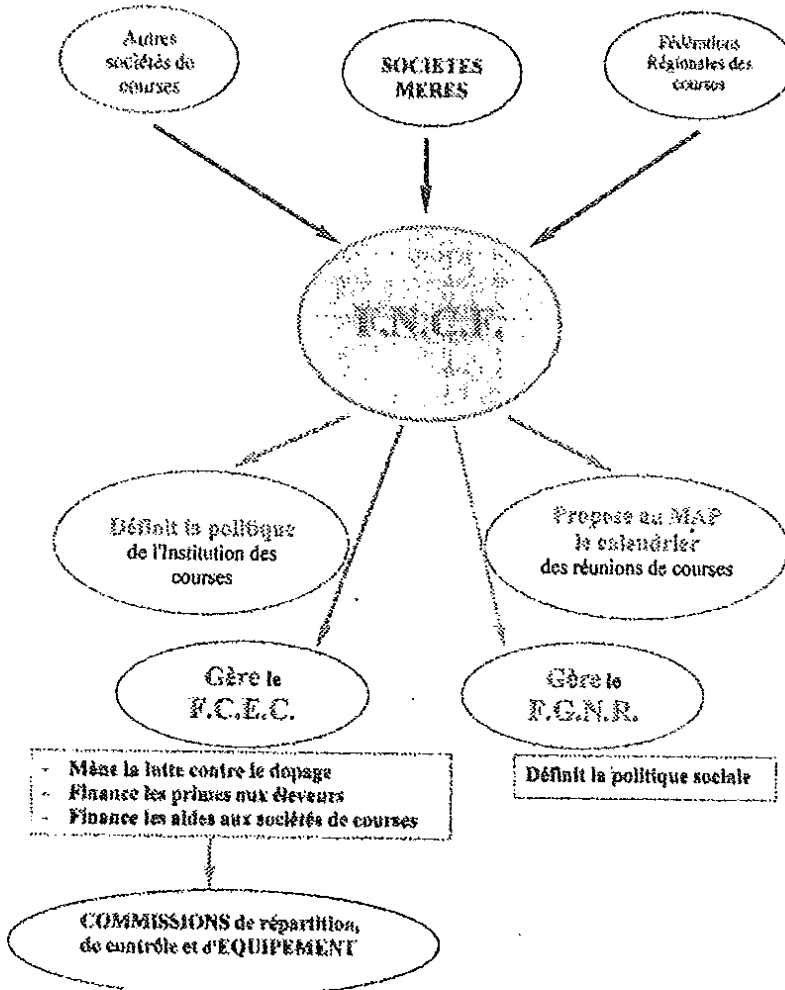 Autres
sociétés de
courses
SOCIETES
MERES
Fédérations
Régionales des
courses
F.N.C.F.
Définit la politique
de l'Institution des
courses
Propose au MAP
le calendrier
des réunions de courses
Gère le
F.C.E.C.
Gère le
F.G.N.R.
- Mène la lutte contre le dopage
- Finance les primes aux éleveurs
- Finance les aides aux sociétés de courses
Définit la politique sociale
COMMISSIONS de répartition,
de contrôle et d'EQUIPEMENT